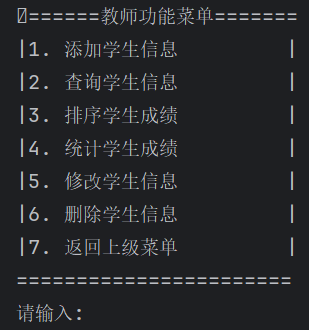 ======教师功能菜单=======
|1. 添加学生信息         |
|2. 查询学生信息         |
|3. 排序学生成绩         |
|4. 统计学生成绩         |
|5. 修改学生信息         |
|6. 删除学生信息         |
|7. 返回上级菜单         |
=======================
请输入: